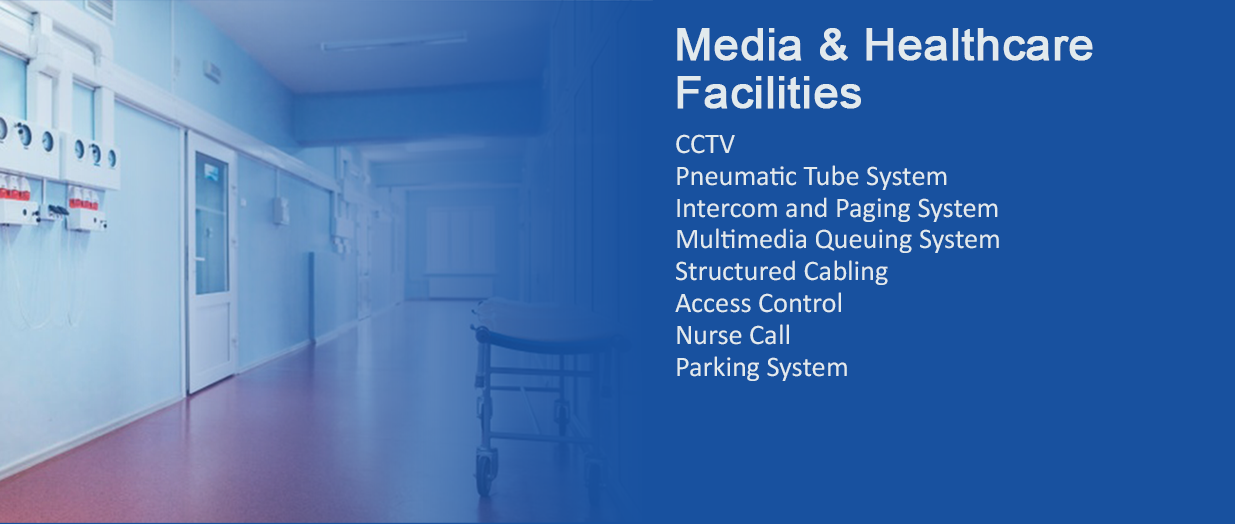 Media & Healthcare
Facilities
CCTV
Pneumatic Tube System
Intercom and Paging System
Multimedia Queuing System
Structured Cabling
Access Control
Nurse Call
Parking System